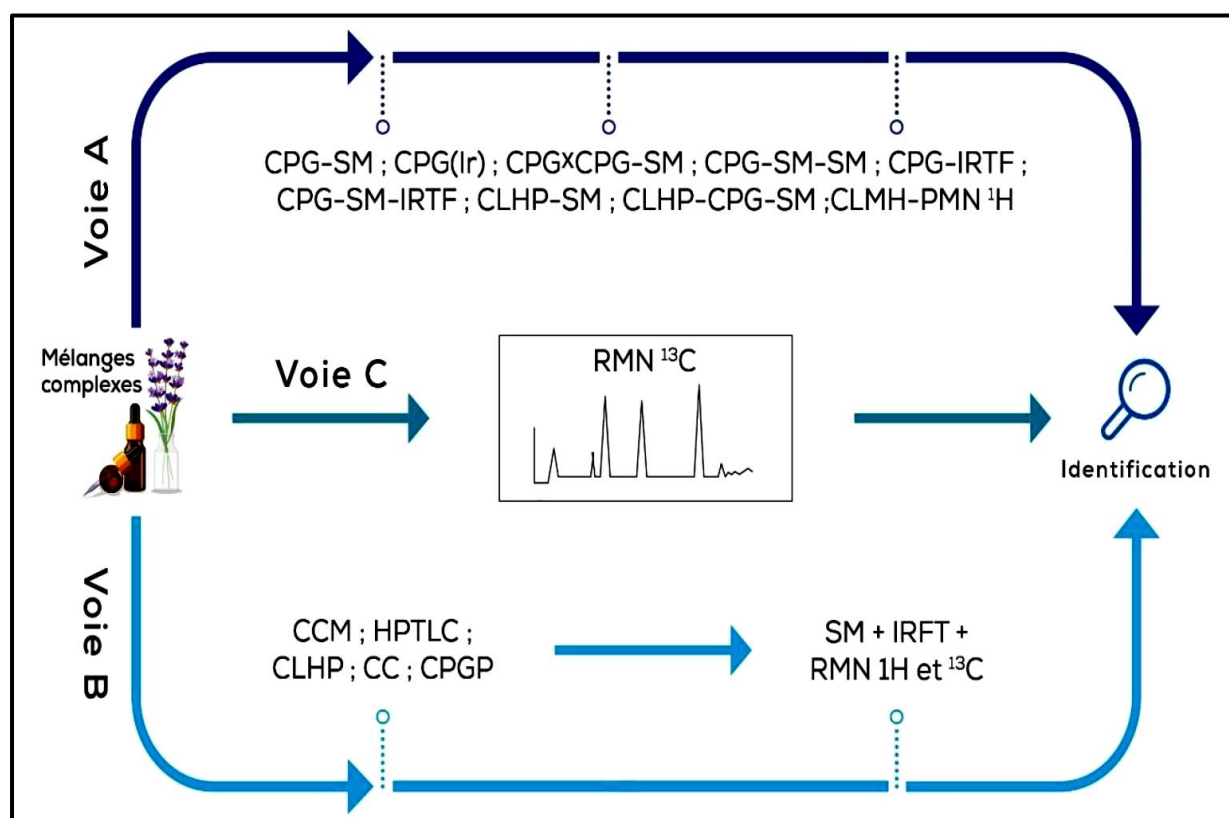 Voie A
CPG-SM ; CPG(Ir) ; CPGˣCPG-SM ; CPG-SM-SM ; CPG-IRTF ;
CPG-SM-IRTF ; CLHP-SM ; CLHP-CPG-SM ;CLMH-PMN ¹H
Mélanges
complexes
Voie C
RMN ¹³C
Identification
Voie B
CCM ; HPTLC ;
CLHP ; CC ; CPGP
SM + IRFT +
RMN 1H et ¹³C